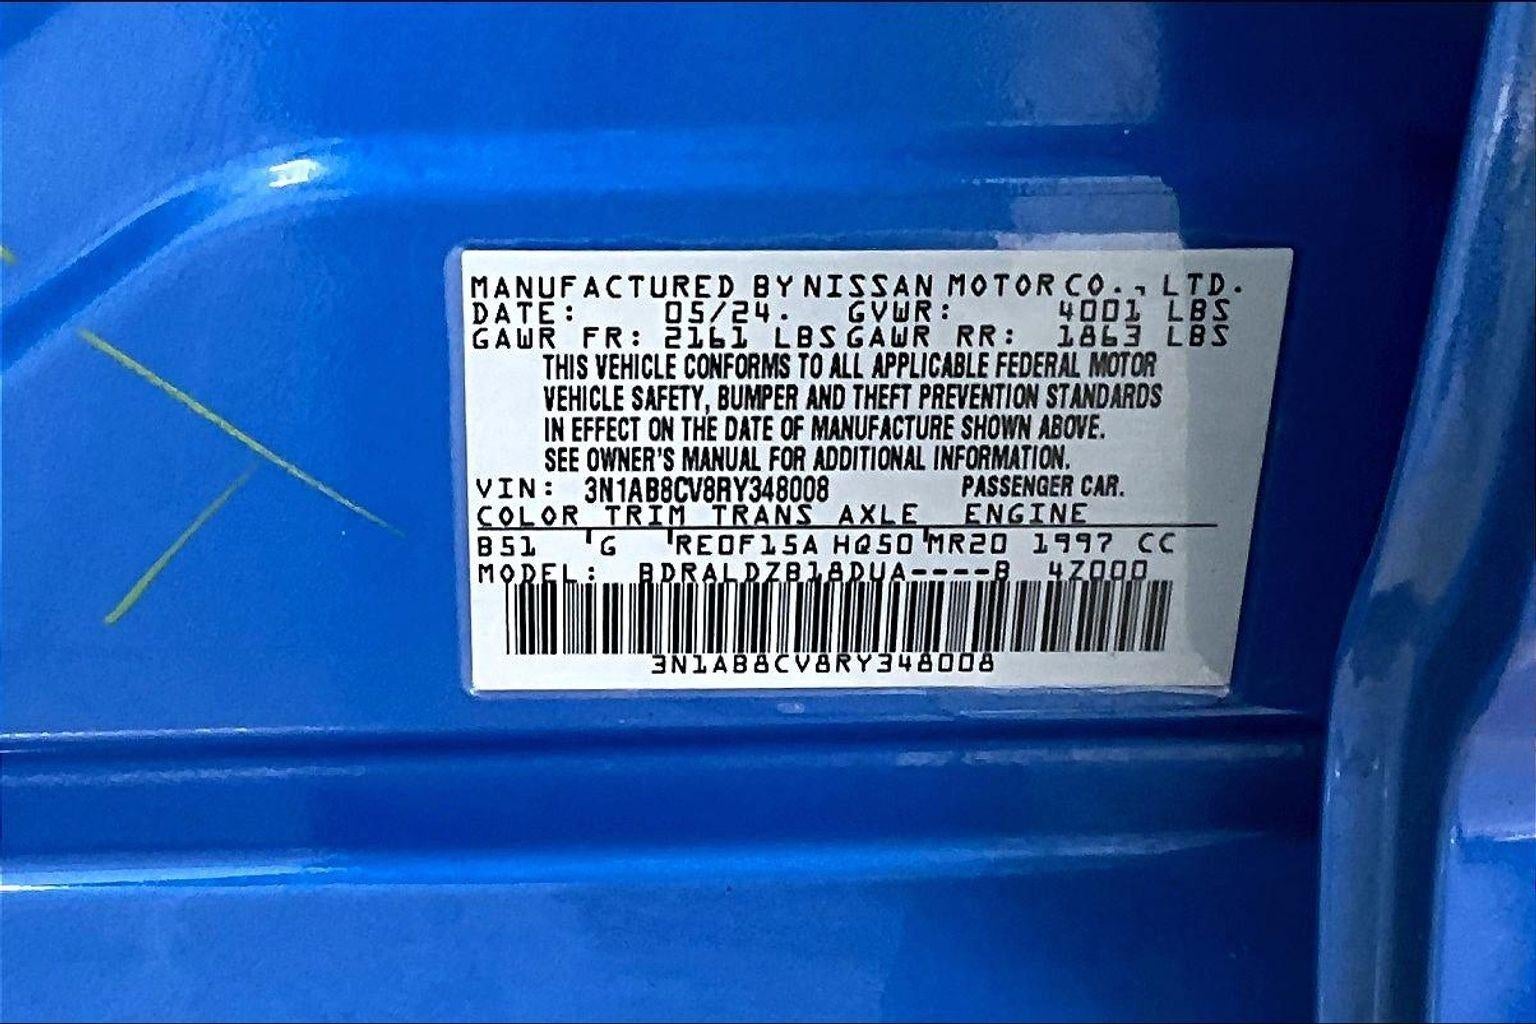 MANUFACTURED BY NISSAN MOTOR CO., LTD.
DATE: 05/24. GVWR: 4001 LBS
GAWR FR: 2161 LBS GAWR RR: 1863 LBS
THIS VEHICLE CONFORMS TO ALL APPLICABLE FEDERAL MOTOR
VEHICLE SAFETY, BUMPER AND THEFT PREVENTION STANDARDS
IN EFFECT ON THE DATE OF MANUFACTURE SHOWN ABOVE.
SEE OWNER'S MANUAL FOR ADDITIONAL INFORMATION.
VIN: 3N1AB8CV8RY348008 PASSENGER CAR.
COLOR TRIM TRANS AXLE ENGINE
B51 'G 'RE0F15A HQ50'MR20 1997 CC
MODEL: BDRALDZB18DUA----B 4Z000
3N1AB8CV8RY348008